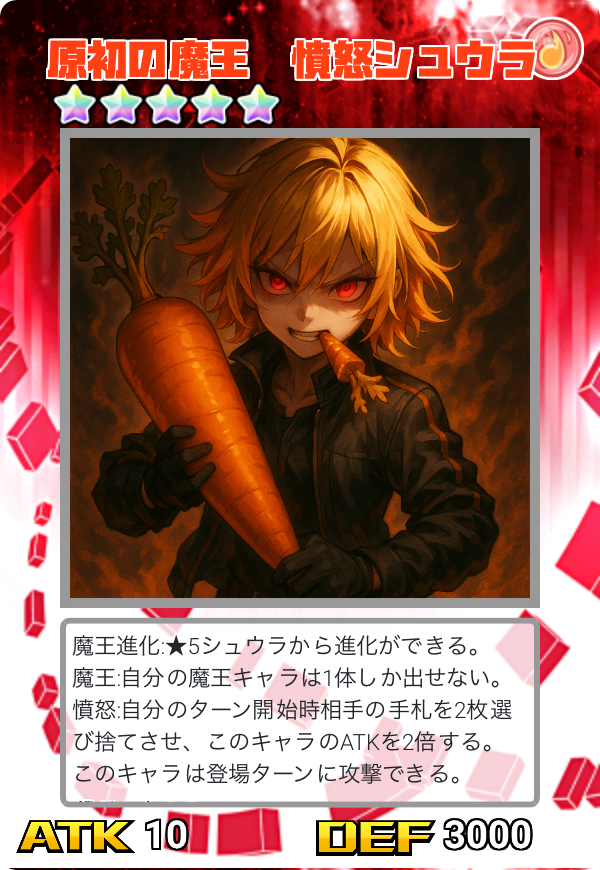 原初の魔王　憤怒シュウラ
魔王進化:★5シュウラから進化ができる。
魔王:自分の魔王キャラは1体しか出せない。
憤怒:自分のターン開始時相手の手札を2枚選
び捨てさせ、このキャラのATKを2倍する。
このキャラは登場ターンに攻撃できる。
ATK 10
DEF 3000